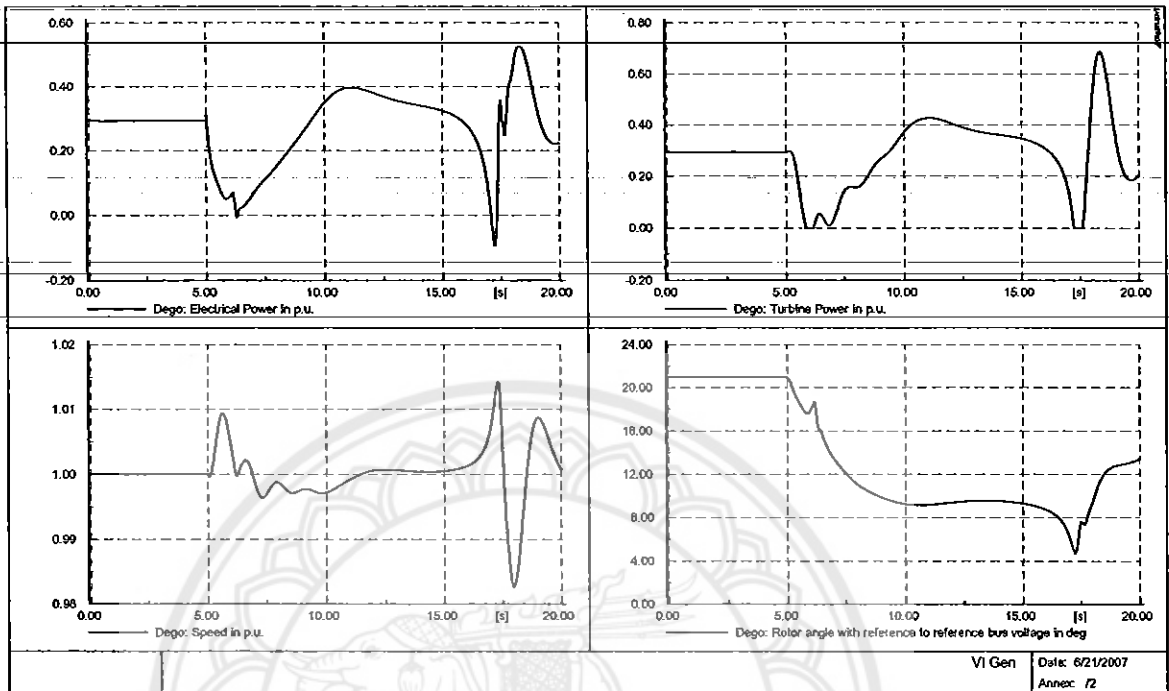 0.60
0.40
0.20
0.00
-0.20
0.00 5.00 10.00 15.00 [s] 20.00
Dego: Electrical Power in p.u.
0.80
0.60
0.40
0.20
0.00
-0.20
0.00 5.00 10.00 15.00 [s] 20.00
Dego: Turbine Power in p.u.
1.02
1.01
1.00
0.99
0.98
0.00 5.00 10.00 15.00 [s] 20.00
Dego: Speed in p.u.
24.00
20.00
16.00
12.00
8.00
4.00
0.00
0.00 5.00 10.00 15.00 [s] 20.00
Dego: Rotor angle with reference to reference bus voltage in deg
VI Gen
Date: 6/21/2007
Annex: /2